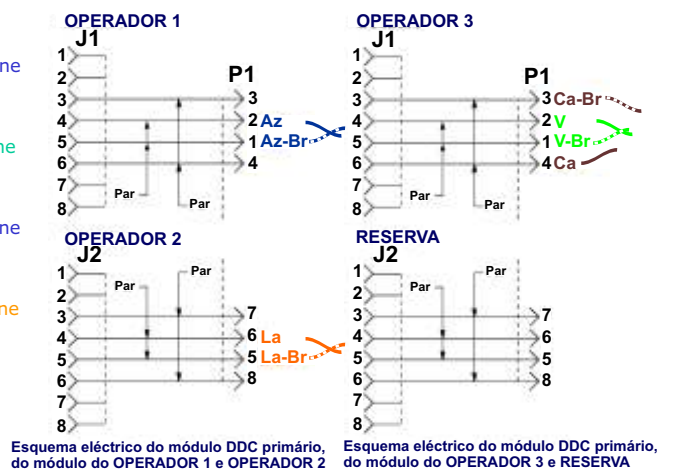 ne
ne
ne
ne
OPERADOR 1
J1
P1
1
2
3 3
4 2 Az
5 1 Az-Br
6 4
7
8
Par
Par
OPERADOR 3
J1
P1
1
2
3 3 Ca-Br
4 2 V
5 1 V-Br
6 4 Ca
7
8
Par
Par
OPERADOR 2
J2
1
2
3 7
4 6 La
5 5 La-Br
6 8
7
8
Par
Par
Esquema eléctrico do módulo DDC primário,
do módulo do OPERADOR 1 e OPERADOR 2
RESERVA
J2
1
2
3 7
4 6
5 5
6 8
7
8
Par
Par
Esquema eléctrico do módulo DDC primário,
do módulo do OPERADOR 3 e RESERVA